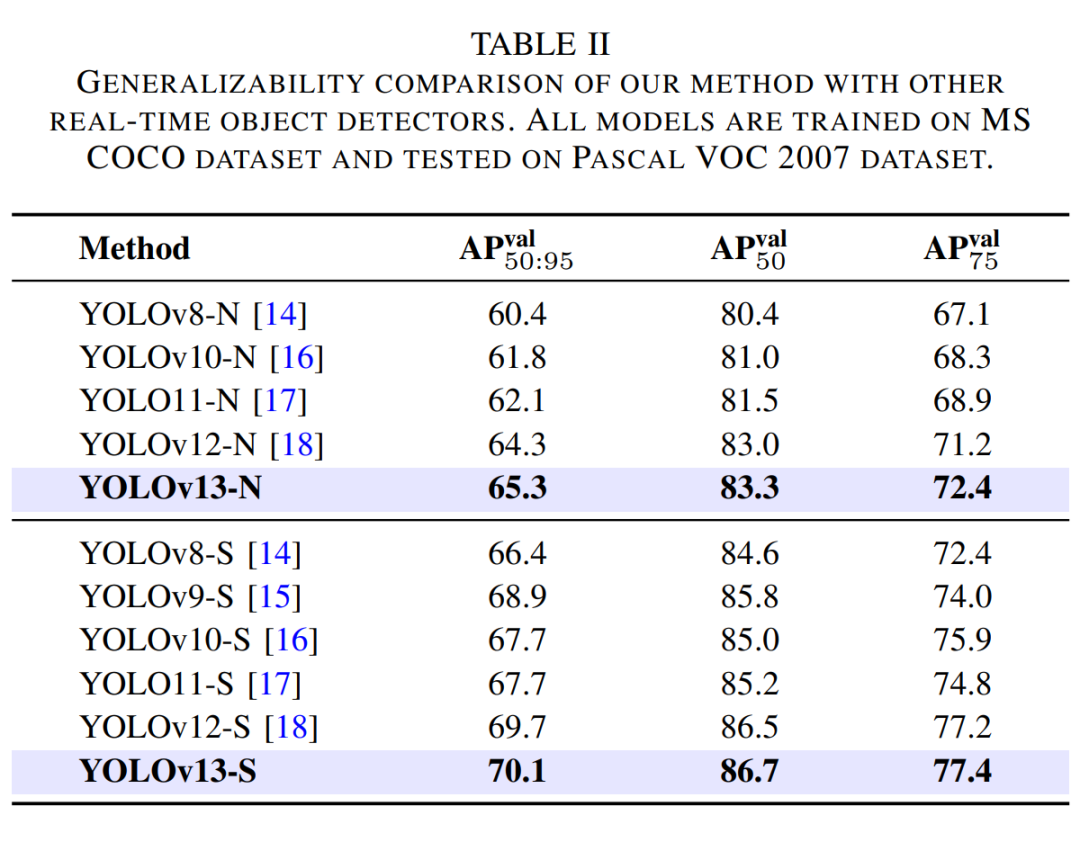 TABLE II
GENERALIZABILITY COMPARISON OF OUR METHOD WITH OTHER
REAL-TIME OBJECT DETECTORS. ALL MODELS ARE TRAINED ON MS
COCO DATASET AND TESTED ON PASCAL VOC 2007 DATASET.
Method AP^val_50:95 AP^val_50 AP^val_75
YOLOv8-N [14] 60.4 80.4 67.1
YOLOv10-N [16] 61.8 81.0 68.3
YOLO11-N [17] 62.1 81.5 68.9
YOLOv12-N [18] 64.3 83.0 71.2
YOLOv13-N 65.3 83.3 72.4
YOLOv8-S [14] 66.4 84.6 72.4
YOLOv9-S [15] 68.9 85.8 74.0
YOLOv10-S [16] 67.7 85.0 75.9
YOLO11-S [17] 67.7 85.2 74.8
YOLOv12-S [18] 69.7 86.5 77.2
YOLOv13-S 70.1 86.7 77.4